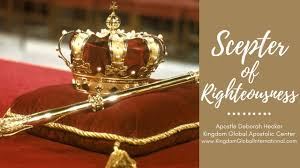 Scepter
of
Righteousness
Apostle Deborah Hecker
Kingdom Global Apostolic Center
www.KingdomGlobalInternational.com